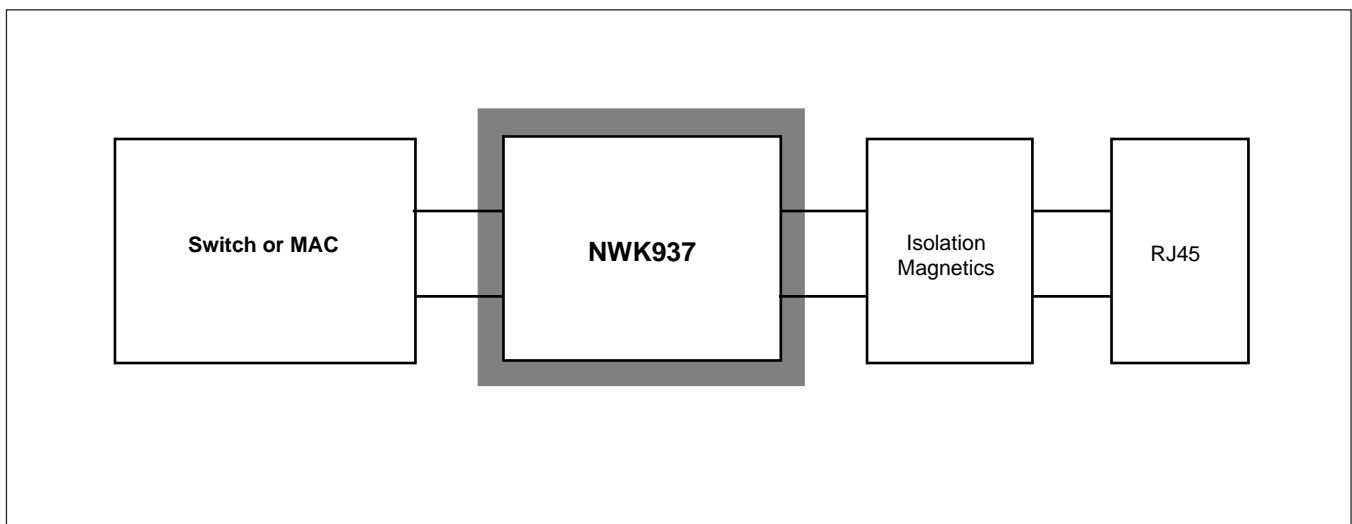 Switch or MAC
NWK937
Isolation
Magnetics
RJ45